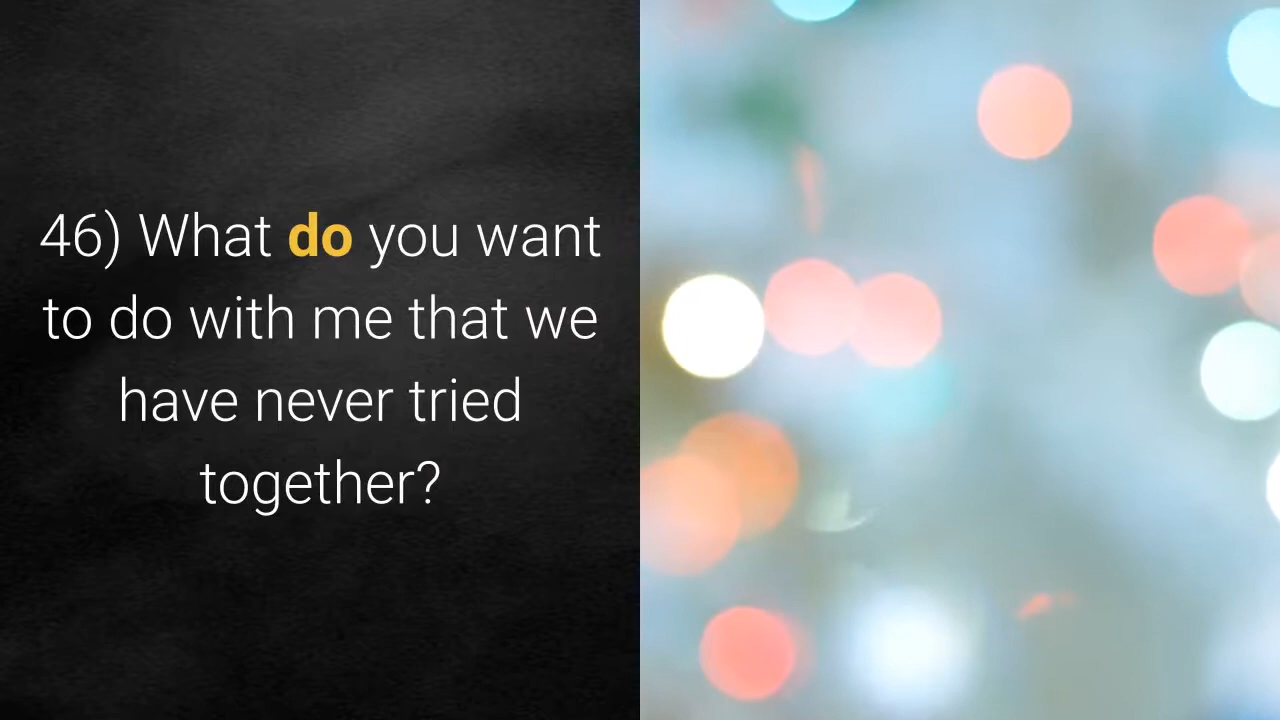 46) What do you want
to do with me that we
have never tried
together?